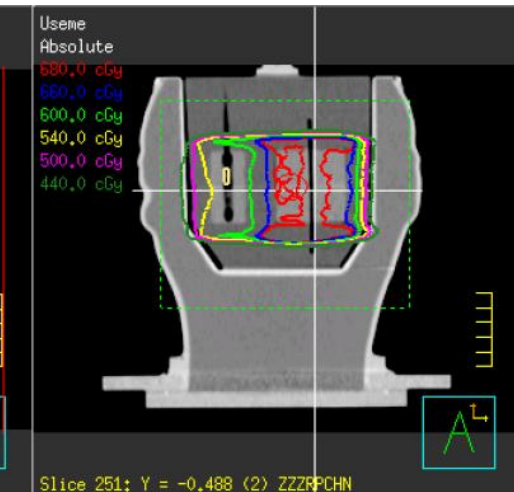 Useme
Absolute
680.0 cGy
660.0 cGy
600.0 cGy
540.0 cGy
500.0 cGy
440.0 cGy
A
Slice 251: Y = -0.488 (2) ZZZRPCHN